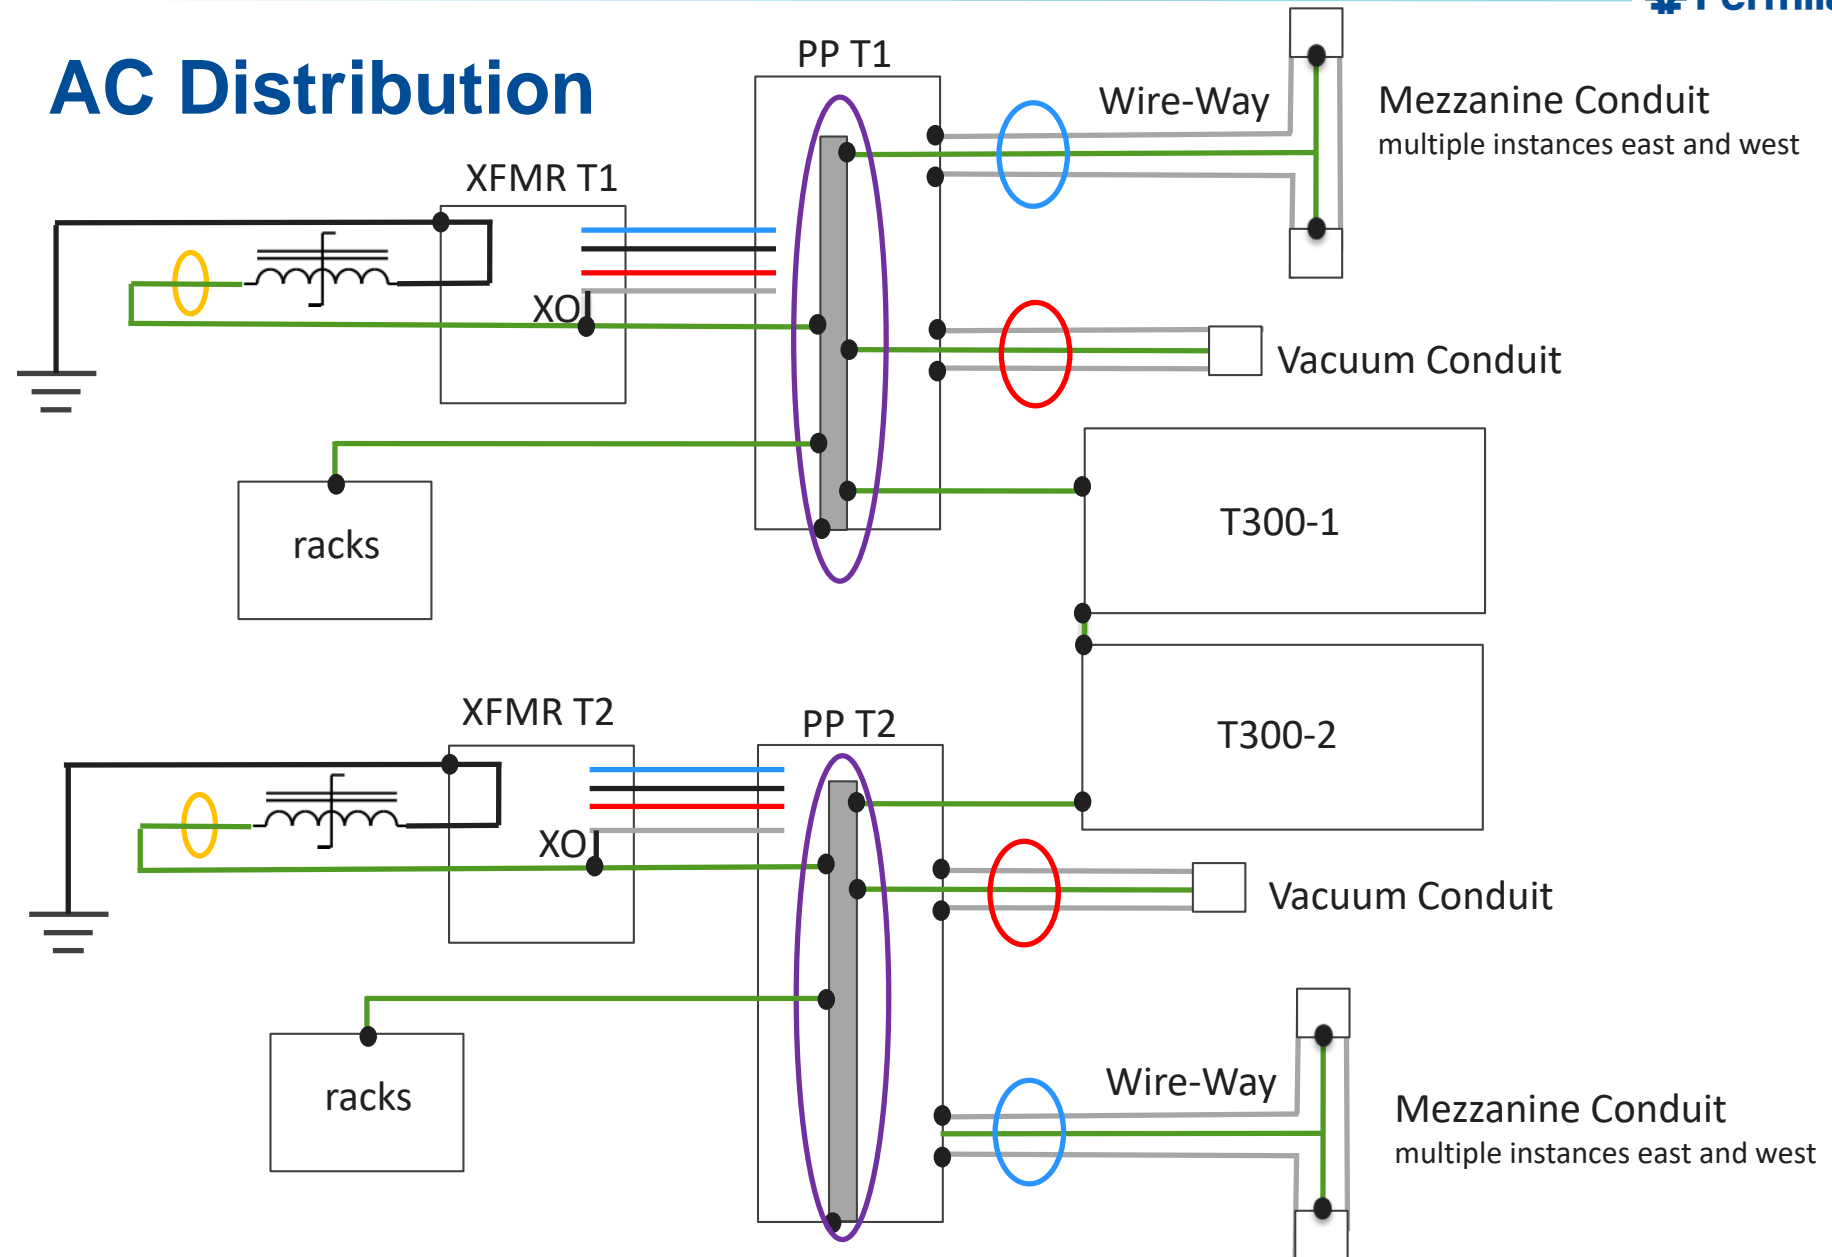 AC Distribution
PP T1
Wire-Way
Mezzanine Conduit
multiple instances east and west
XFMR T1
XO
Vacuum Conduit
racks
T300-1
T300-2
XFMR T2
PP T2
XO
Vacuum Conduit
racks
Wire-Way
Mezzanine Conduit
multiple instances east and west